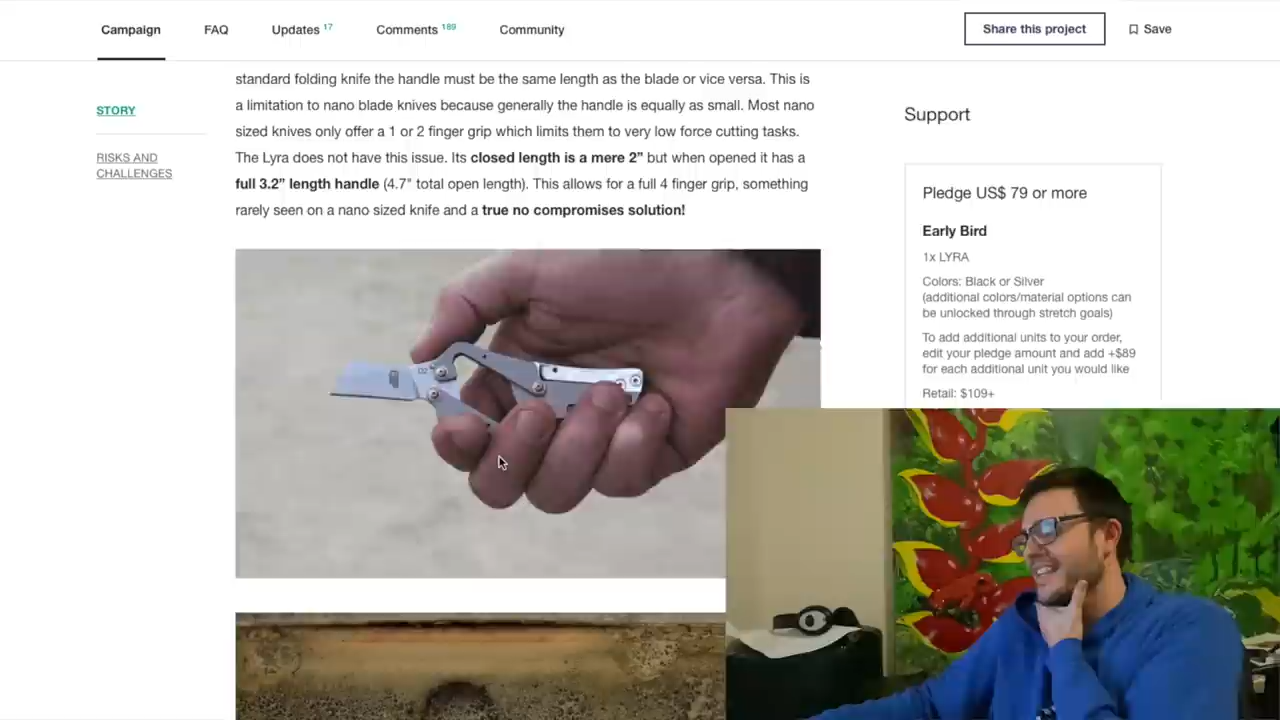 Campaign
FAQ
Updates 17
Comments 189
Community
Share this project
Save
STORY
RISKS AND
CHALLENGES
standard folding knife the handle must be the same length as the blade or vice versa. This is
a limitation to nano blade knives because generally the handle is equally as small. Most nano
sized knives only offer a 1 or 2 finger grip which limits them to very low force cutting tasks.
The Lyra does not have this issue. Its closed length is a mere 2” but when opened it has a
full 3.2” length handle (4.7" total open length). This allows for a full 4 finger grip, something
rarely seen on a nano sized knife and a true no compromises solution!
D2
Support
Pledge US$ 79 or more
Early Bird
1x LYRA
Colors: Black or Silver
(additional colors/material options can
be unlocked through stretch goals)
To add additional units to your order,
edit your pledge amount and add +$89
for each additional unit you would like
Retail: $109+